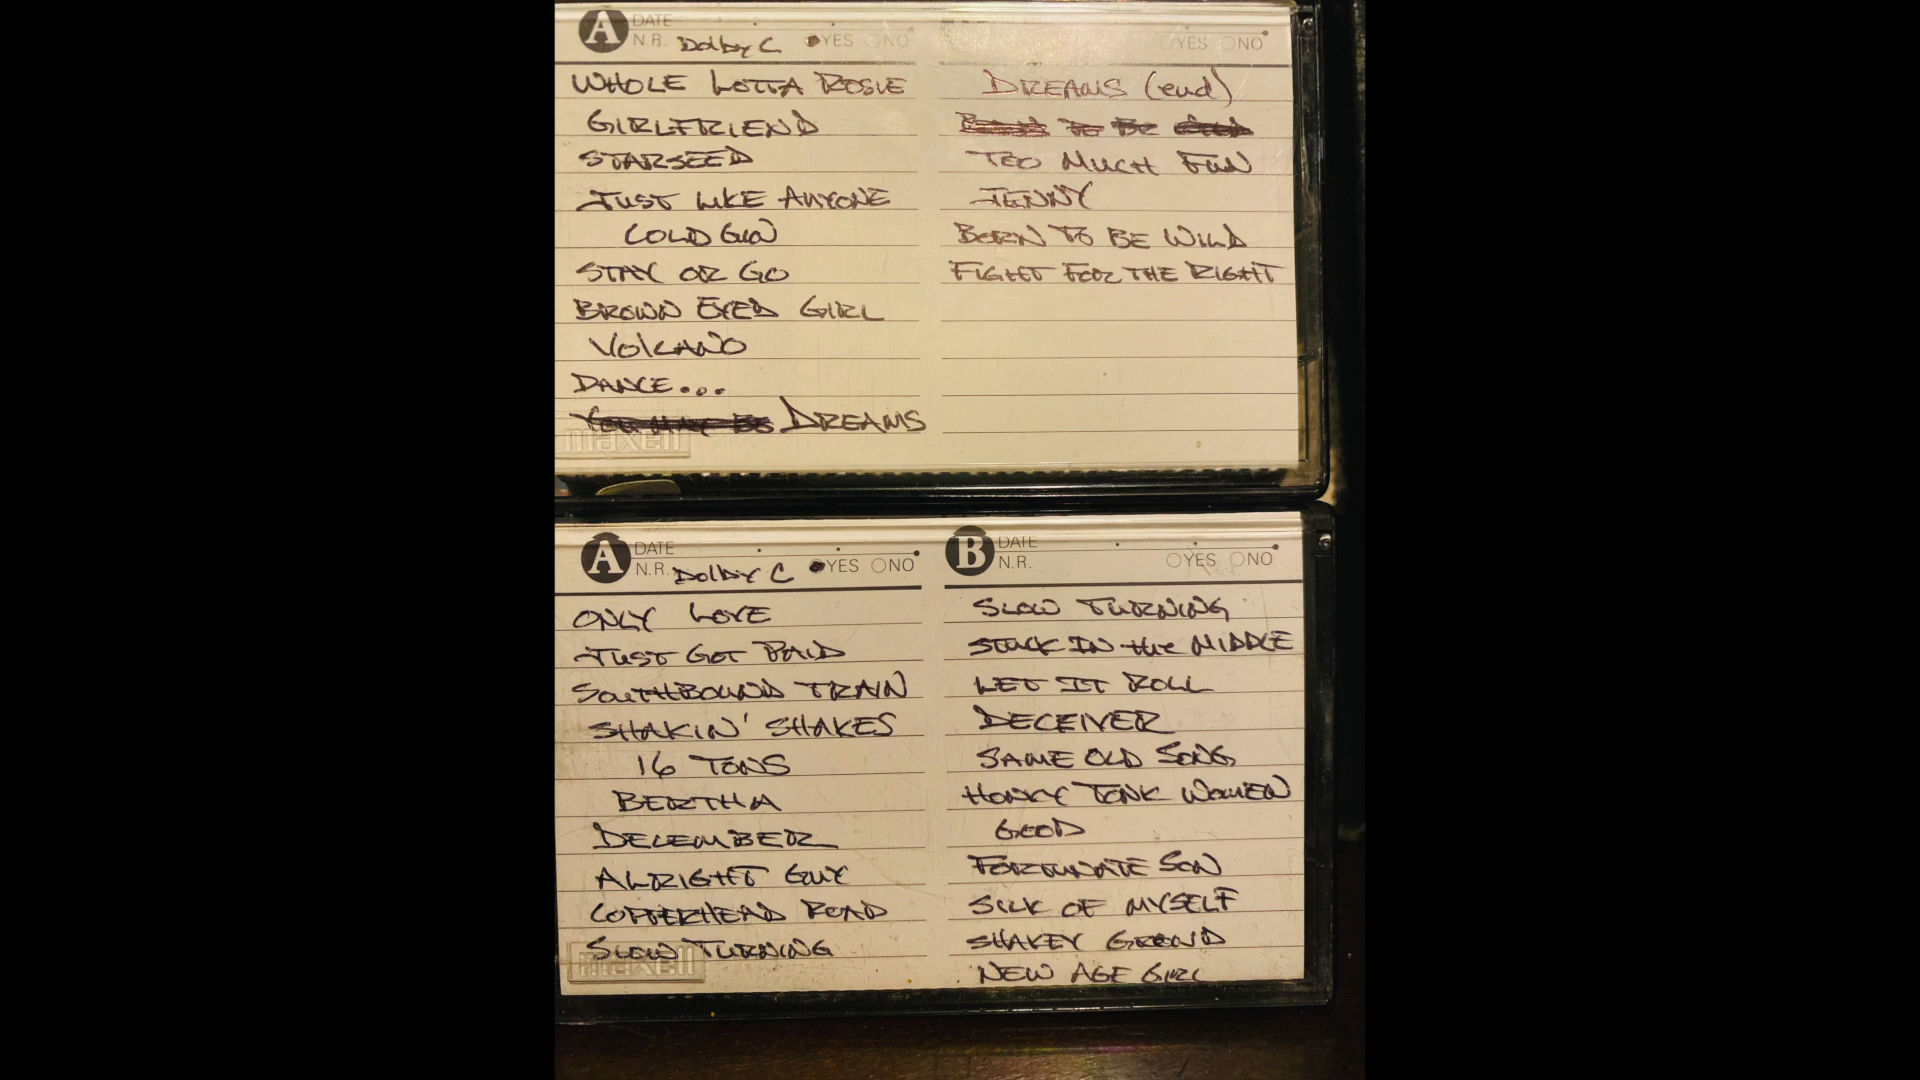 A DATE
N.R. Dolby C YES NO
WHOLE LOTTA ROSIE
GIRLFRIEND
STARSEED
JUST LIKE ANYONE
COLD GIN
STAY OR GO
BROWN EYED GIRL
VOLCANO
DANCE...
DREAMS
maxell
YES NO
DREAMS (end)
TOO MUCH FUN
JENNY
BORN TO BE WILD
FIGHT FOR THE RIGHT
A DATE
N.R. Dolby C YES NO
ONLY LOVE
JUST GOT PAID
SOUTHBOUND TRAIN
SHAKIN' SHAKES
16 TONS
BERTHA
DECEMBER
ALRIGHT GUY
COPPERHEAD ROAD
SLOW TURNING
maxell
B DATE
N.R. YES NO
SLOW TURNING
STUCK IN the MIDDLE
LET IT ROLL
DECEIVER
SAME OLD SONG
HONKY TONK WOMEN
GOOD
FORTUNATE SON
SICK OF MYSELF
SHAKEY GROUND
NEW AGE GIRL